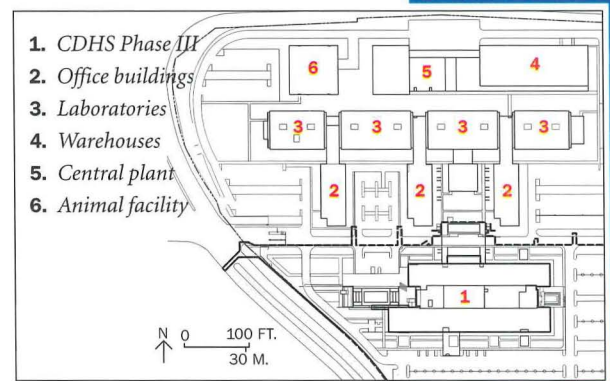 1. CDHS Phase III
2. Office buildings
3. Laboratories
4. Warehouses
5. Central plant
6. Animal facility
6
5
4
3
3
3
3
2
2
2
1
N
0 100 FT.
30 M.